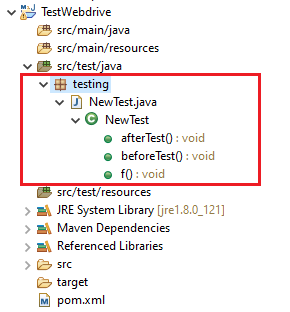 TestWebdrive
src/main/java
src/main/resources
src/test/java
testing
NewTest.java
NewTest
afterTest() : void
beforeTest() : void
f() : void
src/test/resources
JRE System Library [jre1.8.0_121]
Maven Dependencies
Referenced Libraries
src
target
pom.xml